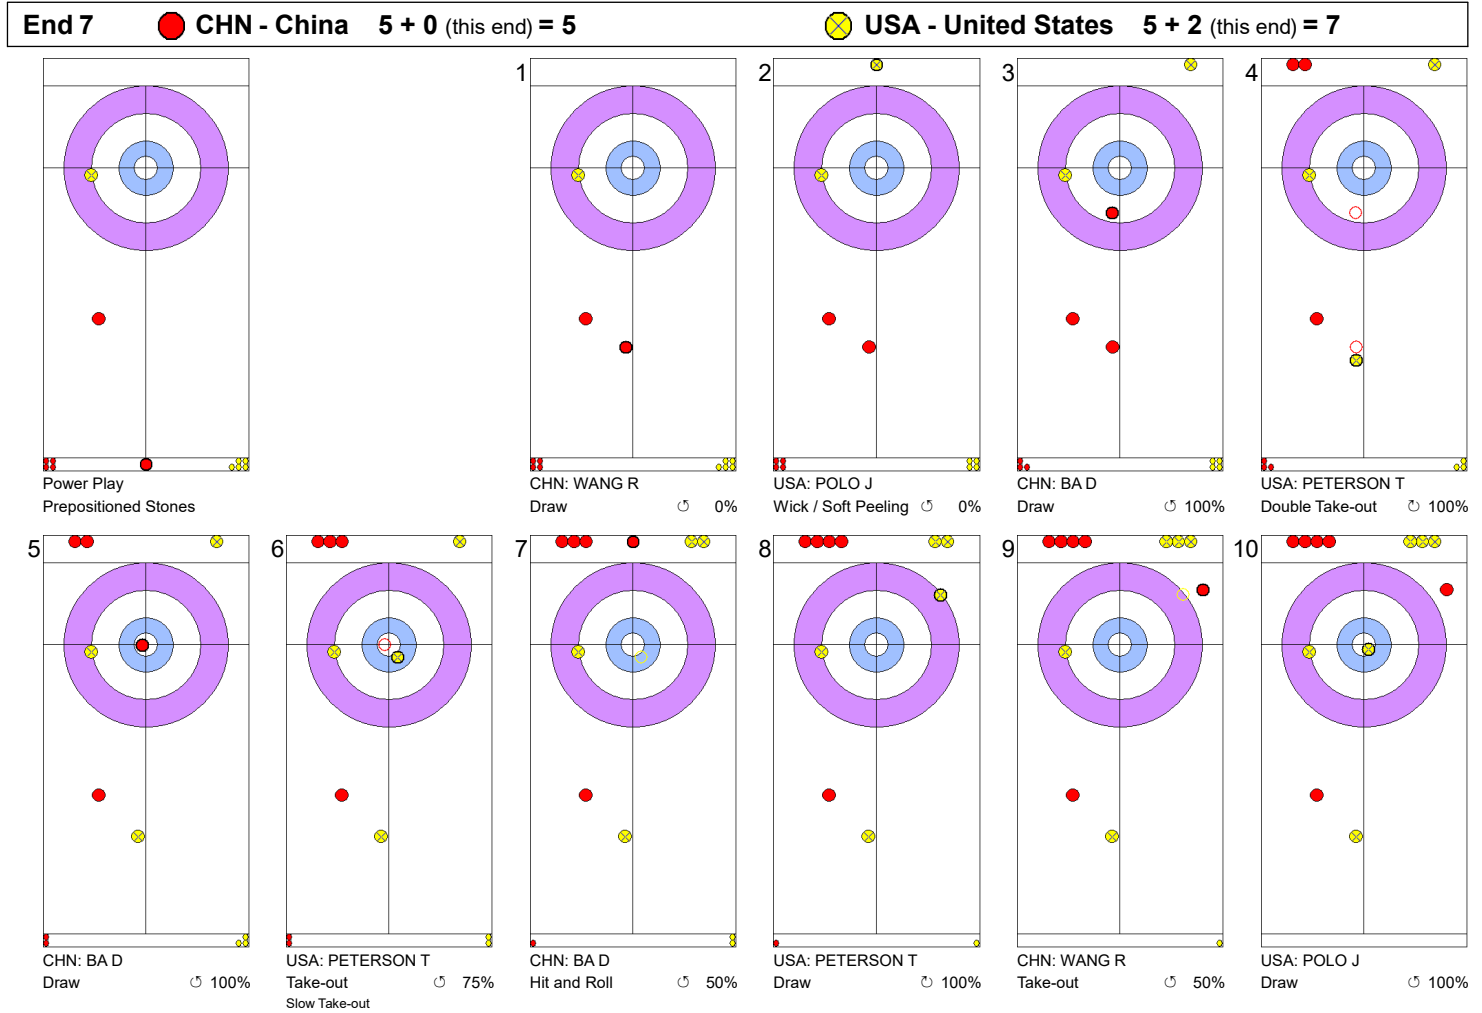 End 7 CHN - China 5 + 0 (this end) = 5 USA - United States 5 + 2 (this end) = 7
1 2 3 4
Power Play CHN: WANG R USA: POLO J CHN: BA D USA: PETERSON T
Prepositioned Stones Draw 0% Wick / Soft Peeling 0% Draw 100% Double Take-out 100%
5 6 7 8 9 10
CHN: BA D USA: PETERSON T CHN: BA D USA: PETERSON T CHN: WANG R USA: POLO J
Draw 100% Take-out 75% Hit and Roll 50% Draw 100% Take-out 50% Draw 100%
Slow Take-out